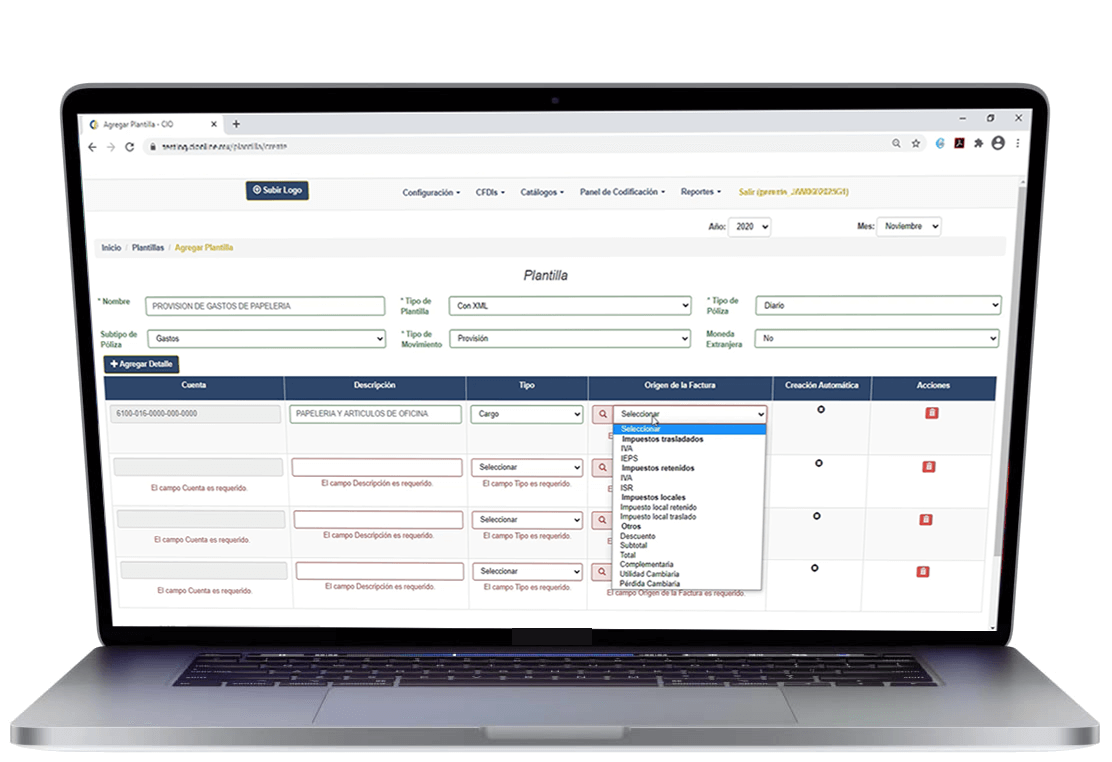 Agregar Plantilla - CIO
Subir Logo
Configuración
CFDIs
Catálogos
Panel de Codificación
Reportes
Salir
Año: 2020
Mes: Noviembre
Inicio / Plantillas / Agregar Plantilla
Plantilla
* Nombre
PROVISION DE GASTOS DE PAPELERIA
* Tipo de Plantilla
Con XML
* Tipo de Póliza
Diario
Subtipo de Póliza
Gastos
* Tipo de Movimiento
Provisión
Moneda Extranjera
No
+ Agregar Detalle
Cuenta Descripción Tipo Origen de la Factura Creación Automática Acciones
6100-016-0000-000-0000 PAPELERIA Y ARTICULOS DE OFICINA Cargo Seleccionar
Seleccionar
Impuestos trasladados
IVA
IEPS
Impuestos retenidos
IVA
ISR
Impuestos locales
Impuesto local retenido
Impuesto local traslado
Otros
Descuento
Subtotal
Total
Complementaria
Utilidad Cambiaria
Pérdida Cambiaria
Seleccionar
El campo Cuenta es requerido. El campo Descripción es requerido. El campo Tipo es requerido.
Seleccionar
El campo Cuenta es requerido. El campo Descripción es requerido. El campo Tipo es requerido.
Seleccionar
El campo Cuenta es requerido. El campo Descripción es requerido. El campo Tipo es requerido. El campo Origen de la Factura es requerido.